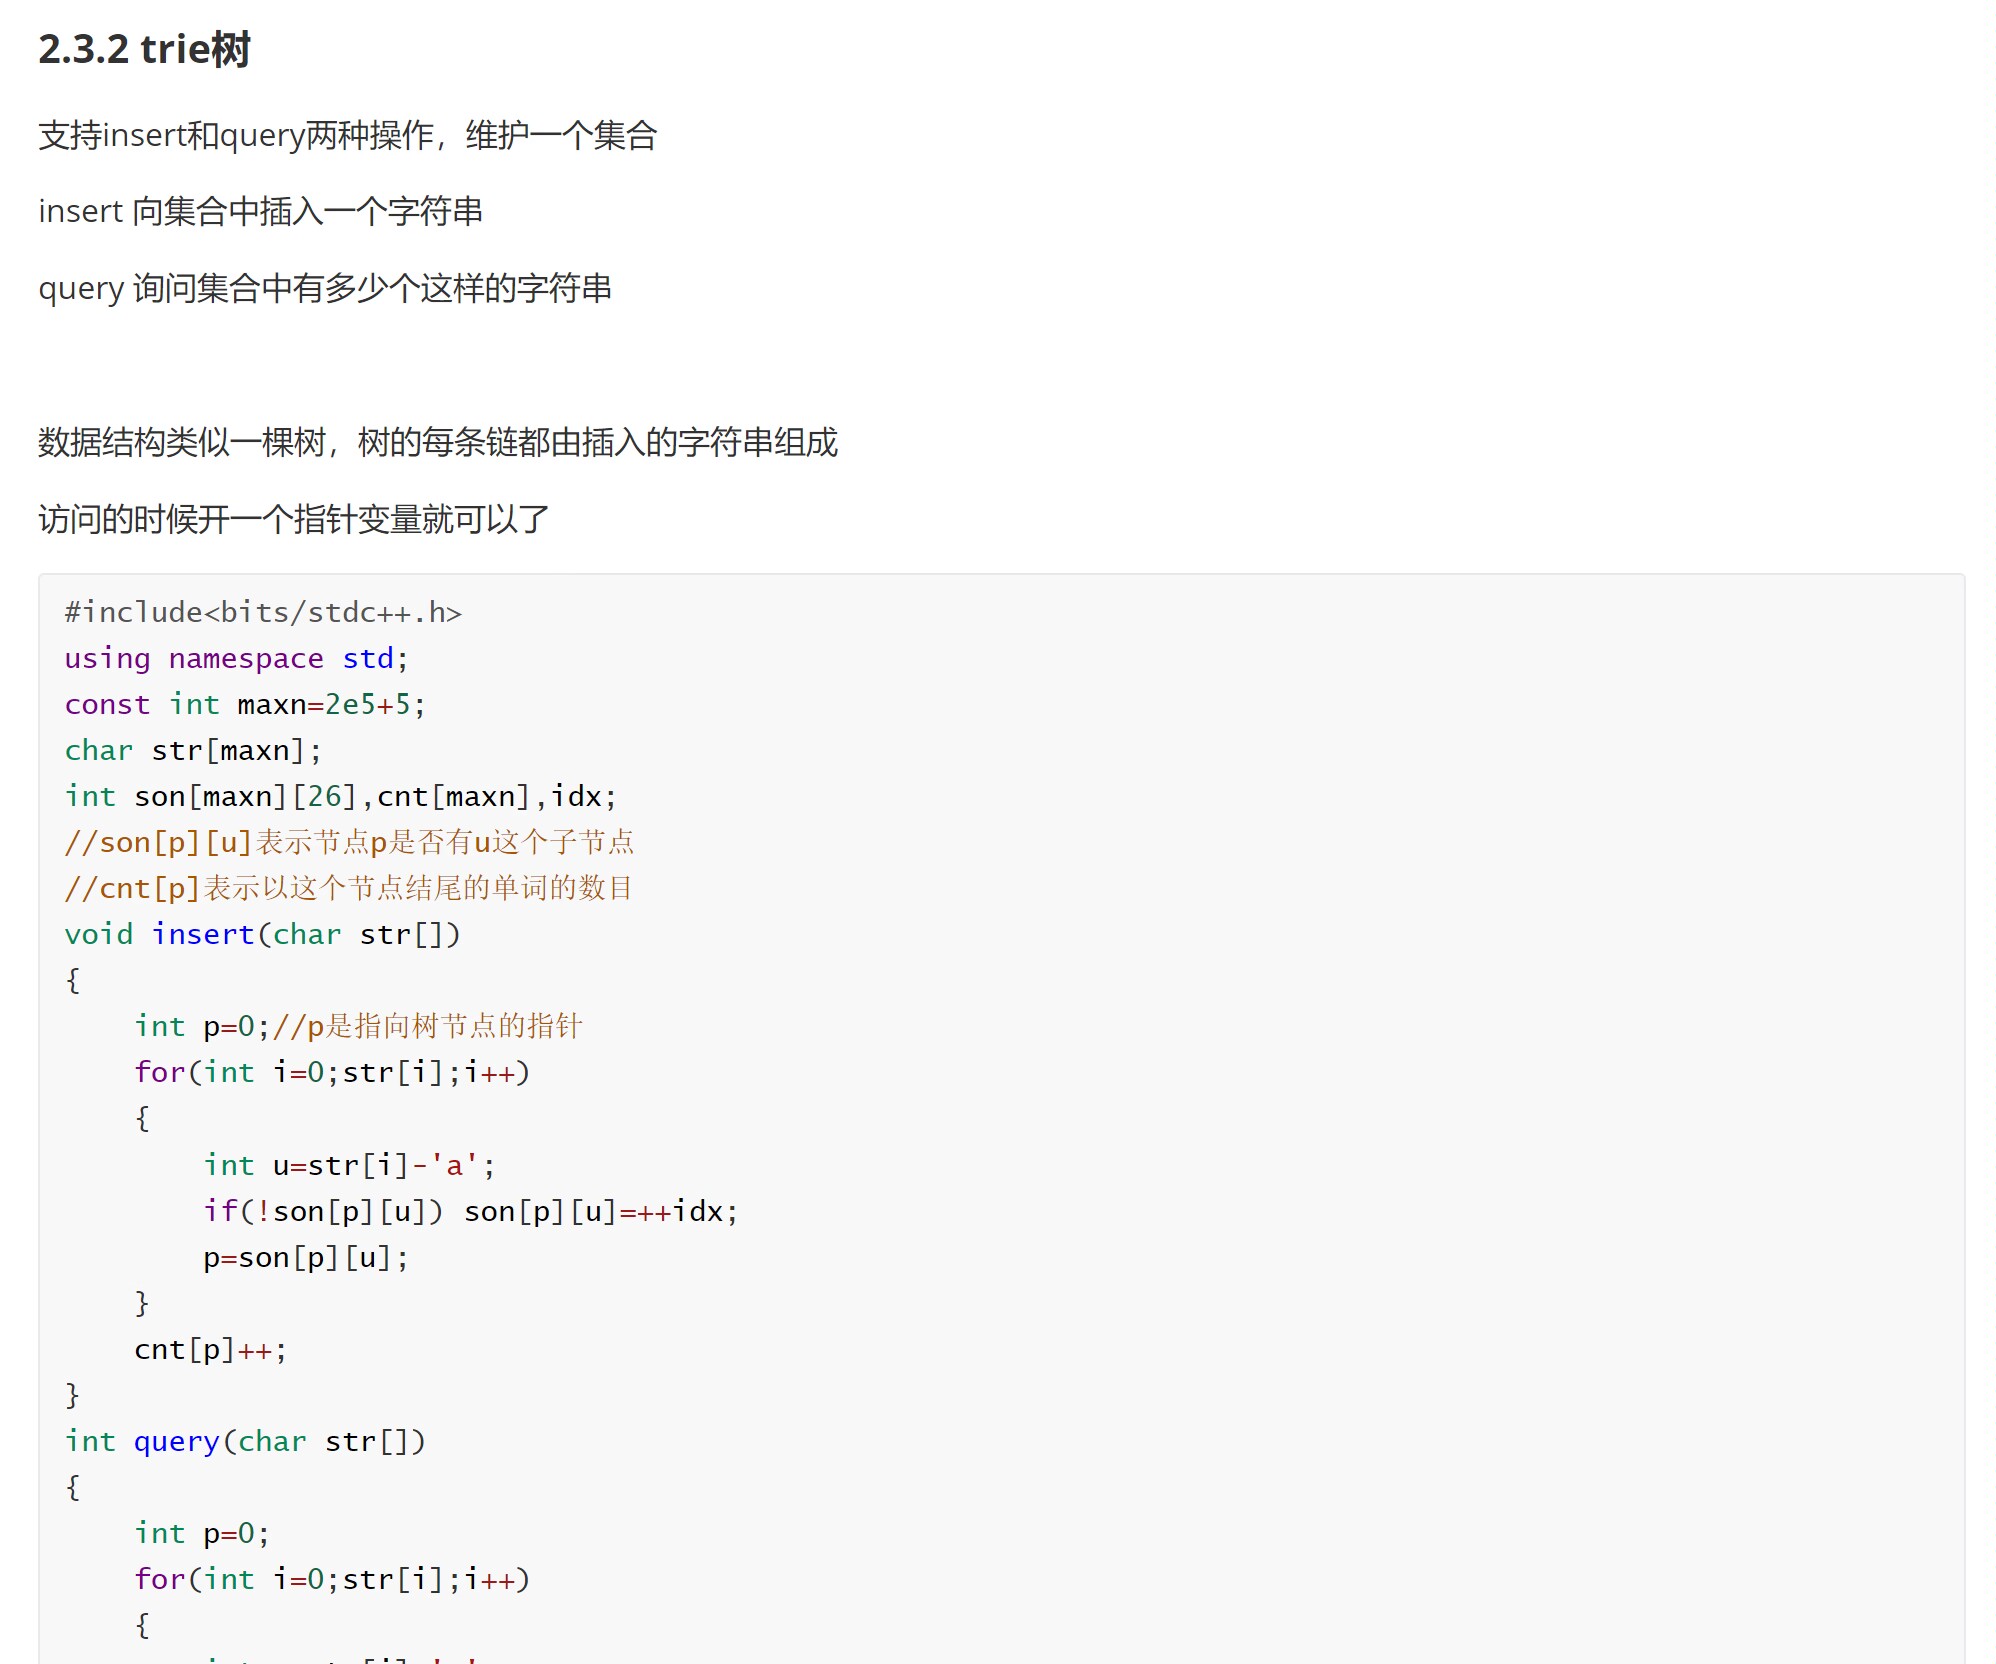 2.3.2 trie树
支持insert和query两种操作，维护一个集合
insert 向集合中插入一个字符串
query 询问集合中有多少个这样的字符串
数据结构类似一棵树，树的每条链都由插入的字符串组成
访问的时候开一个指针变量就可以了
#include<bits/stdc++.h>
using namespace std;
const int maxn=2e5+5;
char str[maxn];
int son[maxn][26],cnt[maxn],idx;
//son[p][u]表示节点p是否有u这个子节点
//cnt[p]表示以这个节点结尾的单词的数目
void insert(char str[])
{
    int p=0;//p是指向树节点的指针
    for(int i=0;str[i];i++)
    {
        int u=str[i]-'a';
        if(!son[p][u]) son[p][u]=++idx;
        p=son[p][u];
    }
    cnt[p]++;
}
int query(char str[])
{
    int p=0;
    for(int i=0;str[i];i++)
    {